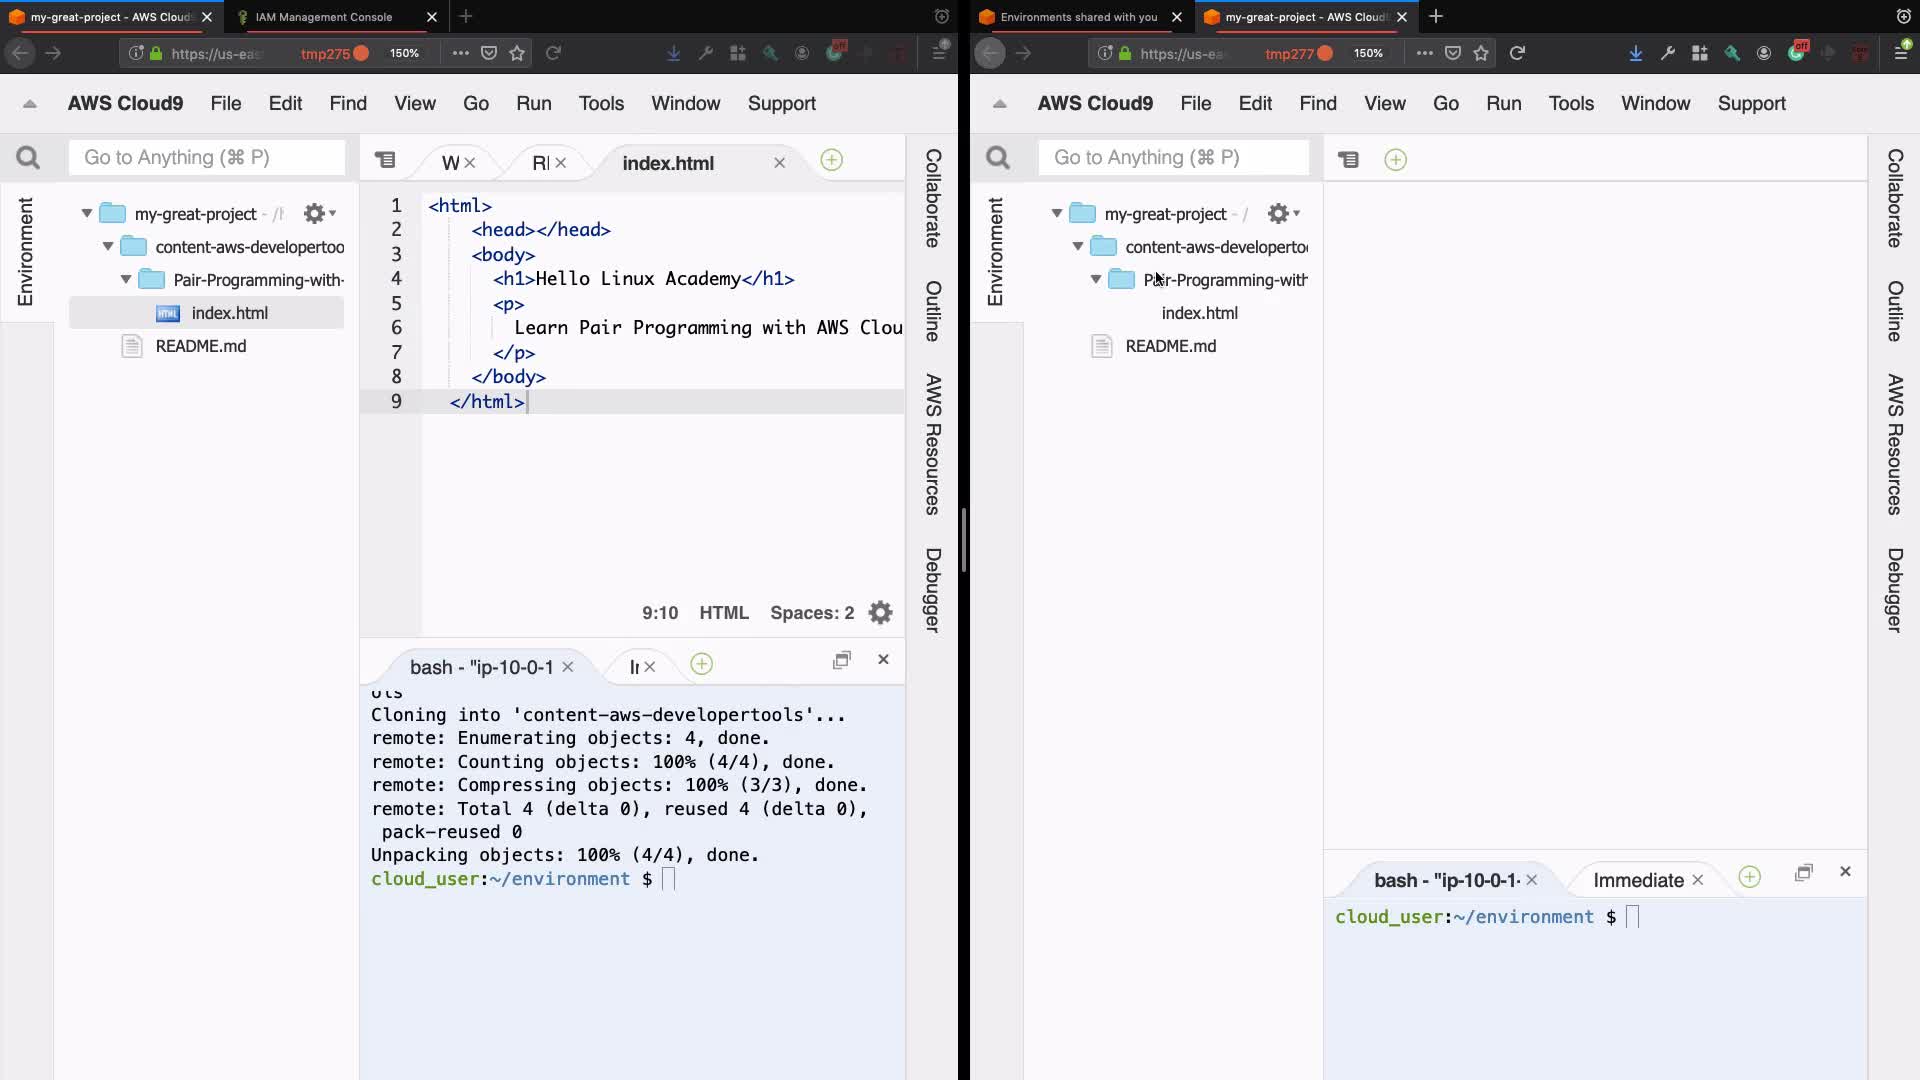 my-great-project - AWS Cloud9
IAM Management Console
https://us-eas
tmp275
150%
AWS Cloud9 File Edit Find View Go Run Tools Window Support
Go to Anything (⌘ P)
W
index.html
Environment
my-great-project - /h
content-aws-developertoo
Pair-Programming-with-
index.html
README.md
1 <html>
2 <head></head>
3 <body>
4 <h1>Hello Linux Academy</h1>
5 <p>
6 Learn Pair Programming with AWS Clou
7 </p>
8 </body>
9 </html>
9:10 HTML Spaces: 2
Collaborate
Outline
AWS Resources
Debugger
bash - "ip-10-0-1
ols
Cloning into 'content-aws-developertools'...
remote: Enumerating objects: 4, done.
remote: Counting objects: 100% (4/4), done.
remote: Compressing objects: 100% (3/3), done.
remote: Total 4 (delta 0), reused 4 (delta 0),
pack-reused 0
Unpacking objects: 100% (4/4), done.
cloud_user:~/environment $
Environments shared with you
my-great-project - AWS Cloud9
https://us-eas
tmp277
150%
off
AWS Cloud9 File Edit Find View Go Run Tools Window Support
Go to Anything (⌘ P)
Environment
my-great-project - /
content-aws-developertoo
Pair-Programming-with
index.html
README.md
Collaborate
Outline
AWS Resources
Debugger
bash - "ip-10-0-1-
Immediate
cloud_user:~/environment $